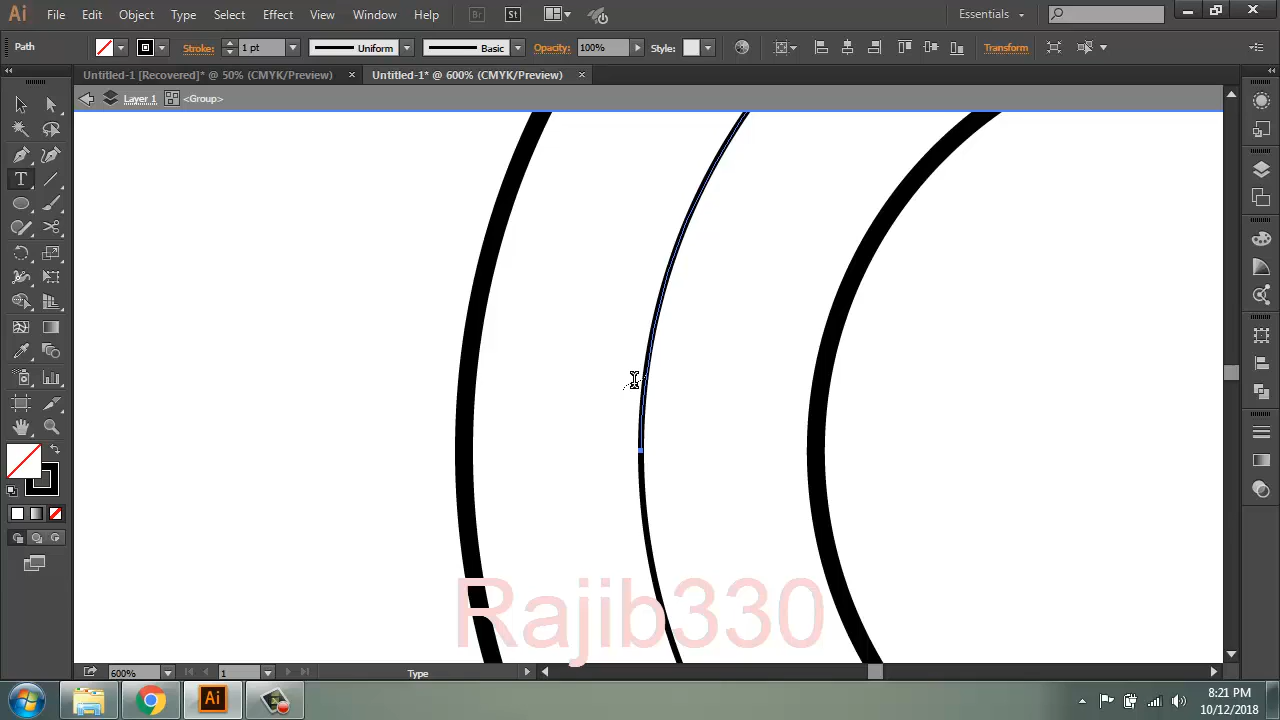 Ai File Edit Object Type Select Effect View Window Help Br St Essentials
Path Stroke: 1 pt Uniform Basic Opacity: 100% Style: Transform
Untitled-1 [Recovered]* @ 50% (CMYK/Preview) × Untitled-1* @ 600% (CMYK/Preview) ×
Layer 1 <Group>
T
Rajib330
600% 1 Type
Ai 8:21 PM
10/12/2018